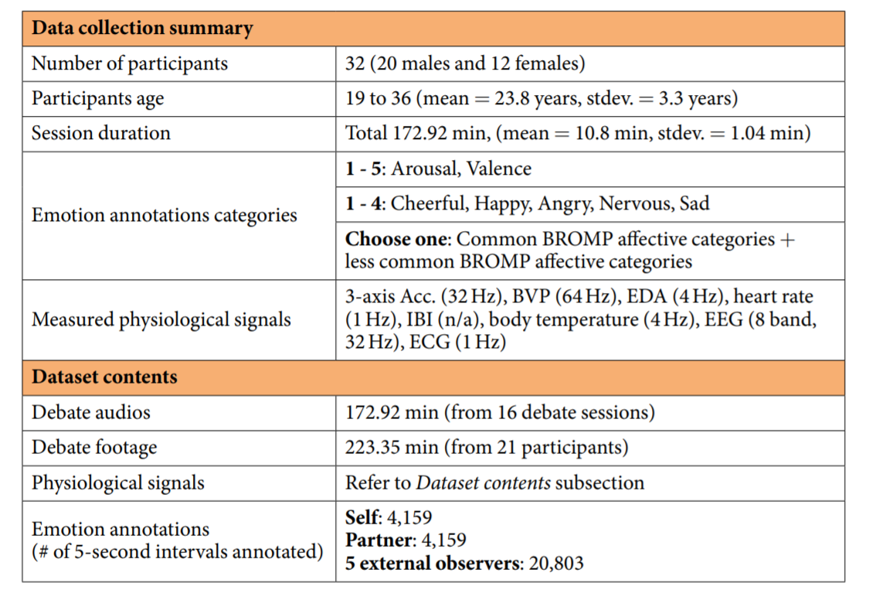 Data collection summary
Number of participants
32 (20 males and 12 females)
Participants age
19 to 36 (mean = 23.8 years, stdev. = 3.3 years)
Session duration
Total 172.92 min, (mean = 10.8 min, stdev. = 1.04 min)
Emotion annotations categories
1 - 5: Arousal, Valence
1 - 4: Cheerful, Happy, Angry, Nervous, Sad
Choose one: Common BROMP affective categories +
less common BROMP affective categories
Measured physiological signals
3-axis Acc. (32 Hz), BVP (64 Hz), EDA (4 Hz), heart rate
(1 Hz), IBI (n/a), body temperature (4 Hz), EEG (8 band,
32 Hz), ECG (1 Hz)
Dataset contents
Debate audios
172.92 min (from 16 debate sessions)
Debate footage
223.35 min (from 21 participants)
Physiological signals
Refer to Dataset contents subsection
Emotion annotations
(# of 5-second intervals annotated)
Self: 4,159
Partner: 4,159
5 external observers: 20,803